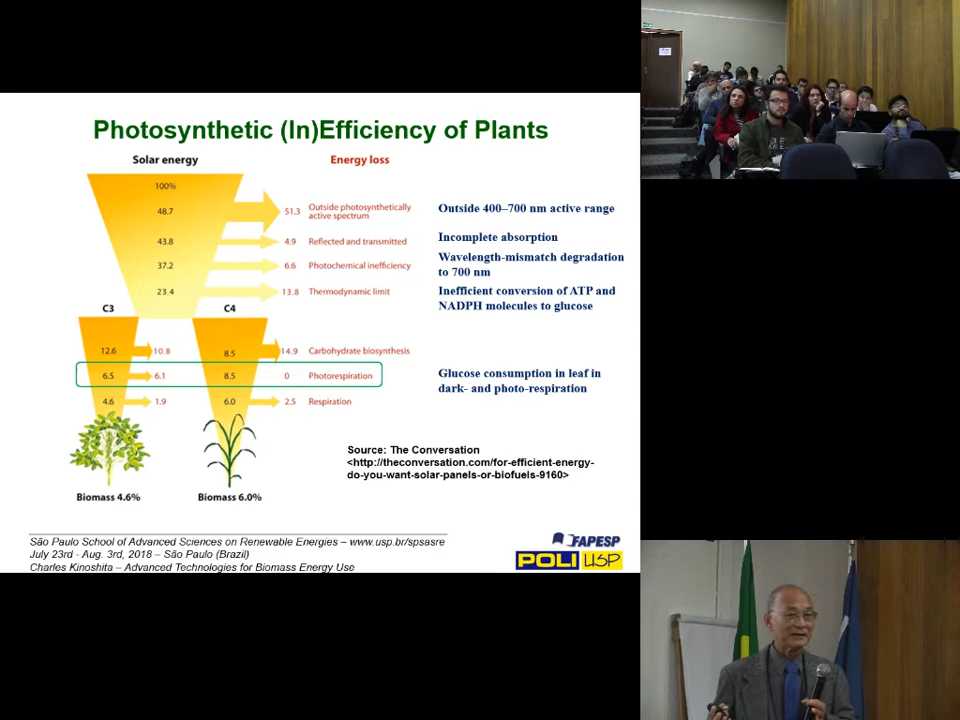 Photosynthetic (In)Efficiency of Plants
Solar energy
Energy loss
100%
48.7
51.3
Outside photosynthetically
active spectrum
Outside 400–700 nm active range
43.8
4.9
Reflected and transmitted
Incomplete absorption
37.2
6.6
Photochemical inefficiency
Wavelength-mismatch degradation
to 700 nm
23.4
13.8
Thermodynamic limit
Inefficient conversion of ATP and
NADPH molecules to glucose
C3
C4
12.6
10.8
8.5
14.9
Carbohydrate biosynthesis
6.5
6.1
8.5
0
Photorespiration
Glucose consumption in leaf in
dark- and photo-respiration
4.6
1.9
6.0
2.5
Respiration
Source: The Conversation
<http://theconversation.com/for-efficient-energy-
do-you-want-solar-panels-or-biofuels-9160>
Biomass 4.6%
Biomass 6.0%
São Paulo School of Advanced Sciences on Renewable Energies – www.usp.br/spsasre
July 23rd - Aug. 3rd, 2018 – São Paulo (Brazil)
Charles Kinoshita – Advanced Technologies for Biomass Energy Use
FAPESP
POLI USP